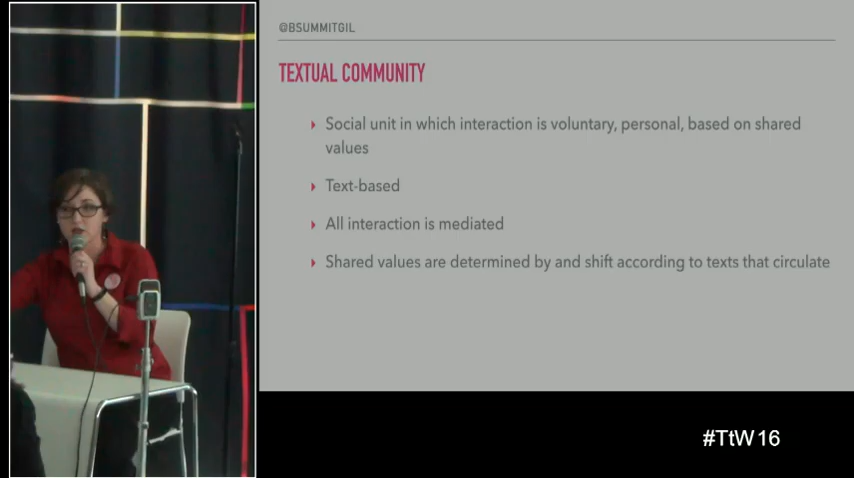 @BSUMMITGIL
TEXTUAL COMMUNITY
Social unit in which interaction is voluntary, personal, based on shared
values
Text-based
All interaction is mediated
Shared values are determined by and shift according to texts that circulate
#TtW16